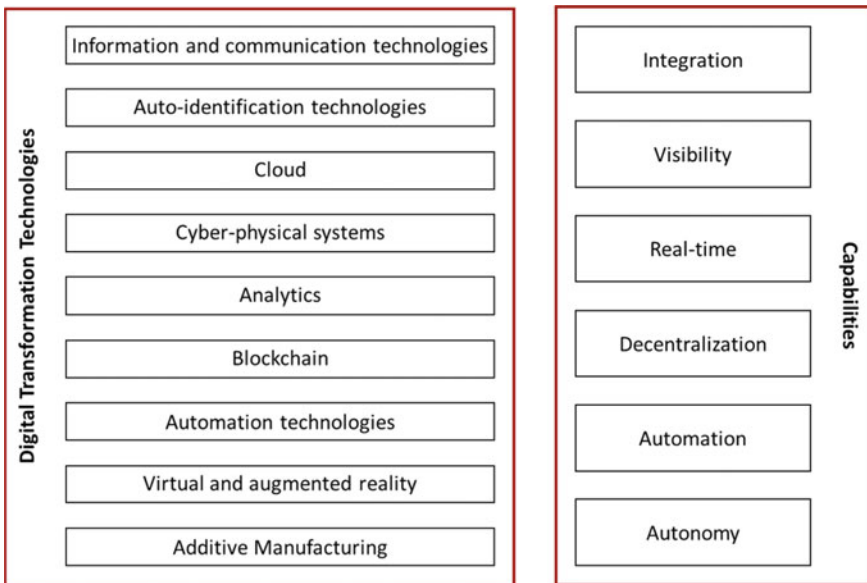 Digital Transformation Technologies
Information and communication technologies
Auto-identification technologies
Cloud
Cyber-physical systems
Analytics
Blockchain
Automation technologies
Virtual and augmented reality
Additive Manufacturing
Integration
Visibility
Real-time
Decentralization
Automation
Autonomy
Capabilities